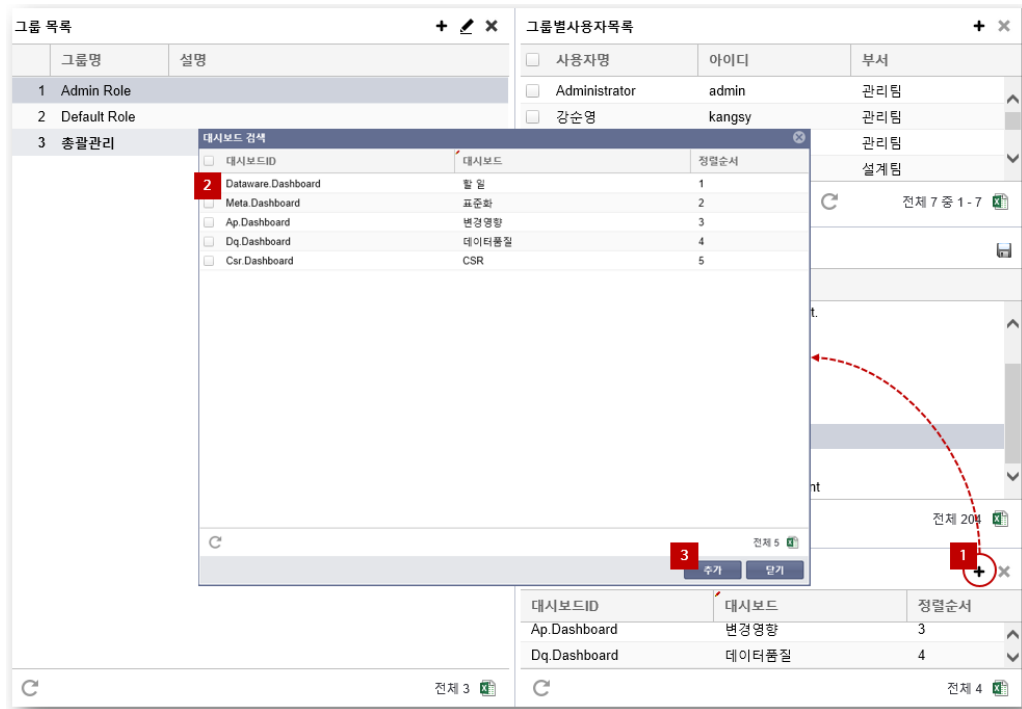 그룹 목록
그룹명 설명
1 Admin Role
2 Default Role
3 총괄관리
전체 3
그룹별사용자목록
사용자명 아이디 부서
Administrator admin 관리팀
강순영 kangsy 관리팀
관리팀
설계팀
전체 7 중 1 - 7
t.
nt
전체 204
대시보드 검색
대시보드ID 대시보드 정렬순서
2
Dataware.Dashboard 할 일 1
Meta.Dashboard 표준화 2
Ap.Dashboard 변경영향 3
Dq.Dashboard 데이터품질 4
Csr.Dashboard CSR 5
전체 5
3
추가 닫기
1
대시보드ID 대시보드 정렬순서
Ap.Dashboard 변경영향 3
Dq.Dashboard 데이터품질 4
전체 4